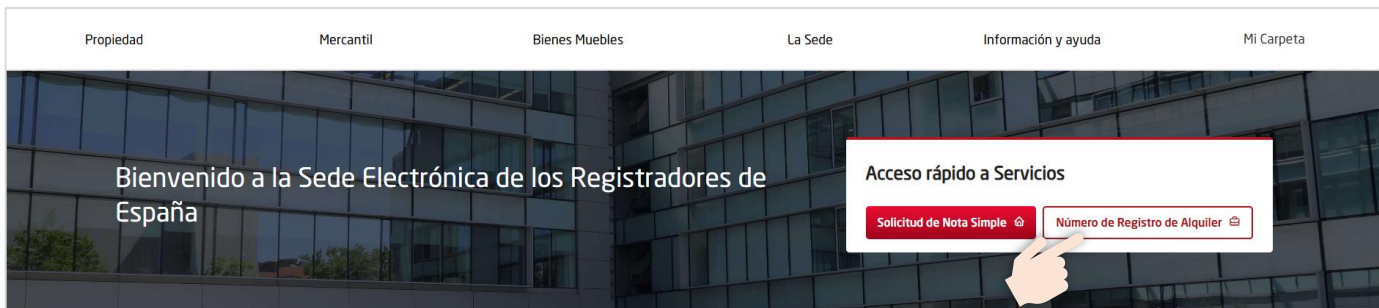 Propiedad
Mercantil
Bienes Muebles
La Sede
Información y ayuda
Mi Carpeta
Bienvenido a la Sede Electrónica de los Registradores de
España
Acceso rápido a Servicios
Solicitud de Nota Simple
Número de Registro de Alquiler